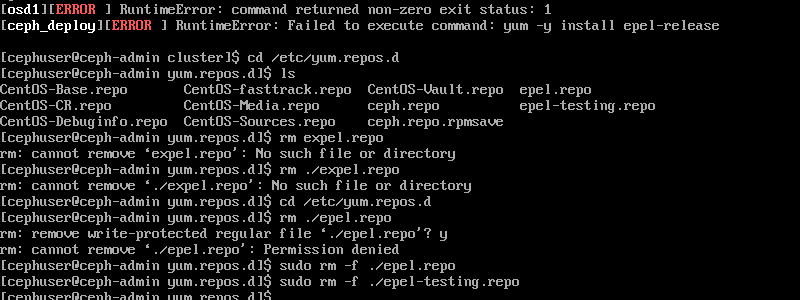 [osd1][ERROR ] RuntimeError: command returned non-zero exit status: 1
[ceph_deploy][ERROR ] RuntimeError: Failed to execute command: yum -y install epel-release
[cephuser@ceph-admin cluster]$ cd /etc/yum.repos.d
[cephuser@ceph-admin yum.repos.d]$ ls
CentOS-Base.repo CentOS-fasttrack.repo CentOS-Vault.repo epel.repo
CentOS-CR.repo CentOS-Media.repo ceph.repo epel-testing.repo
CentOS-Debuginfo.repo CentOS-Sources.repo ceph.repo.rpmsave
[cephuser@ceph-admin yum.repos.d]$ rm expel.repo
rm: cannot remove ‘expel.repo’: No such file or directory
[cephuser@ceph-admin yum.repos.d]$ rm ./expel.repo
rm: cannot remove ‘./expel.repo’: No such file or directory
[cephuser@ceph-admin yum.repos.d]$ cd /etc/yum.repos.d
[cephuser@ceph-admin yum.repos.d]$ rm ./epel.repo
rm: remove write-protected regular file ‘./epel.repo’? y
rm: cannot remove ‘./epel.repo’: Permission denied
[cephuser@ceph-admin yum.repos.d]$ sudo rm -f ./epel.repo
[cephuser@ceph-admin yum.repos.d]$ sudo rm -f ./epel-testing.repo
[cephuser@ceph-admin yum.repos.d]$